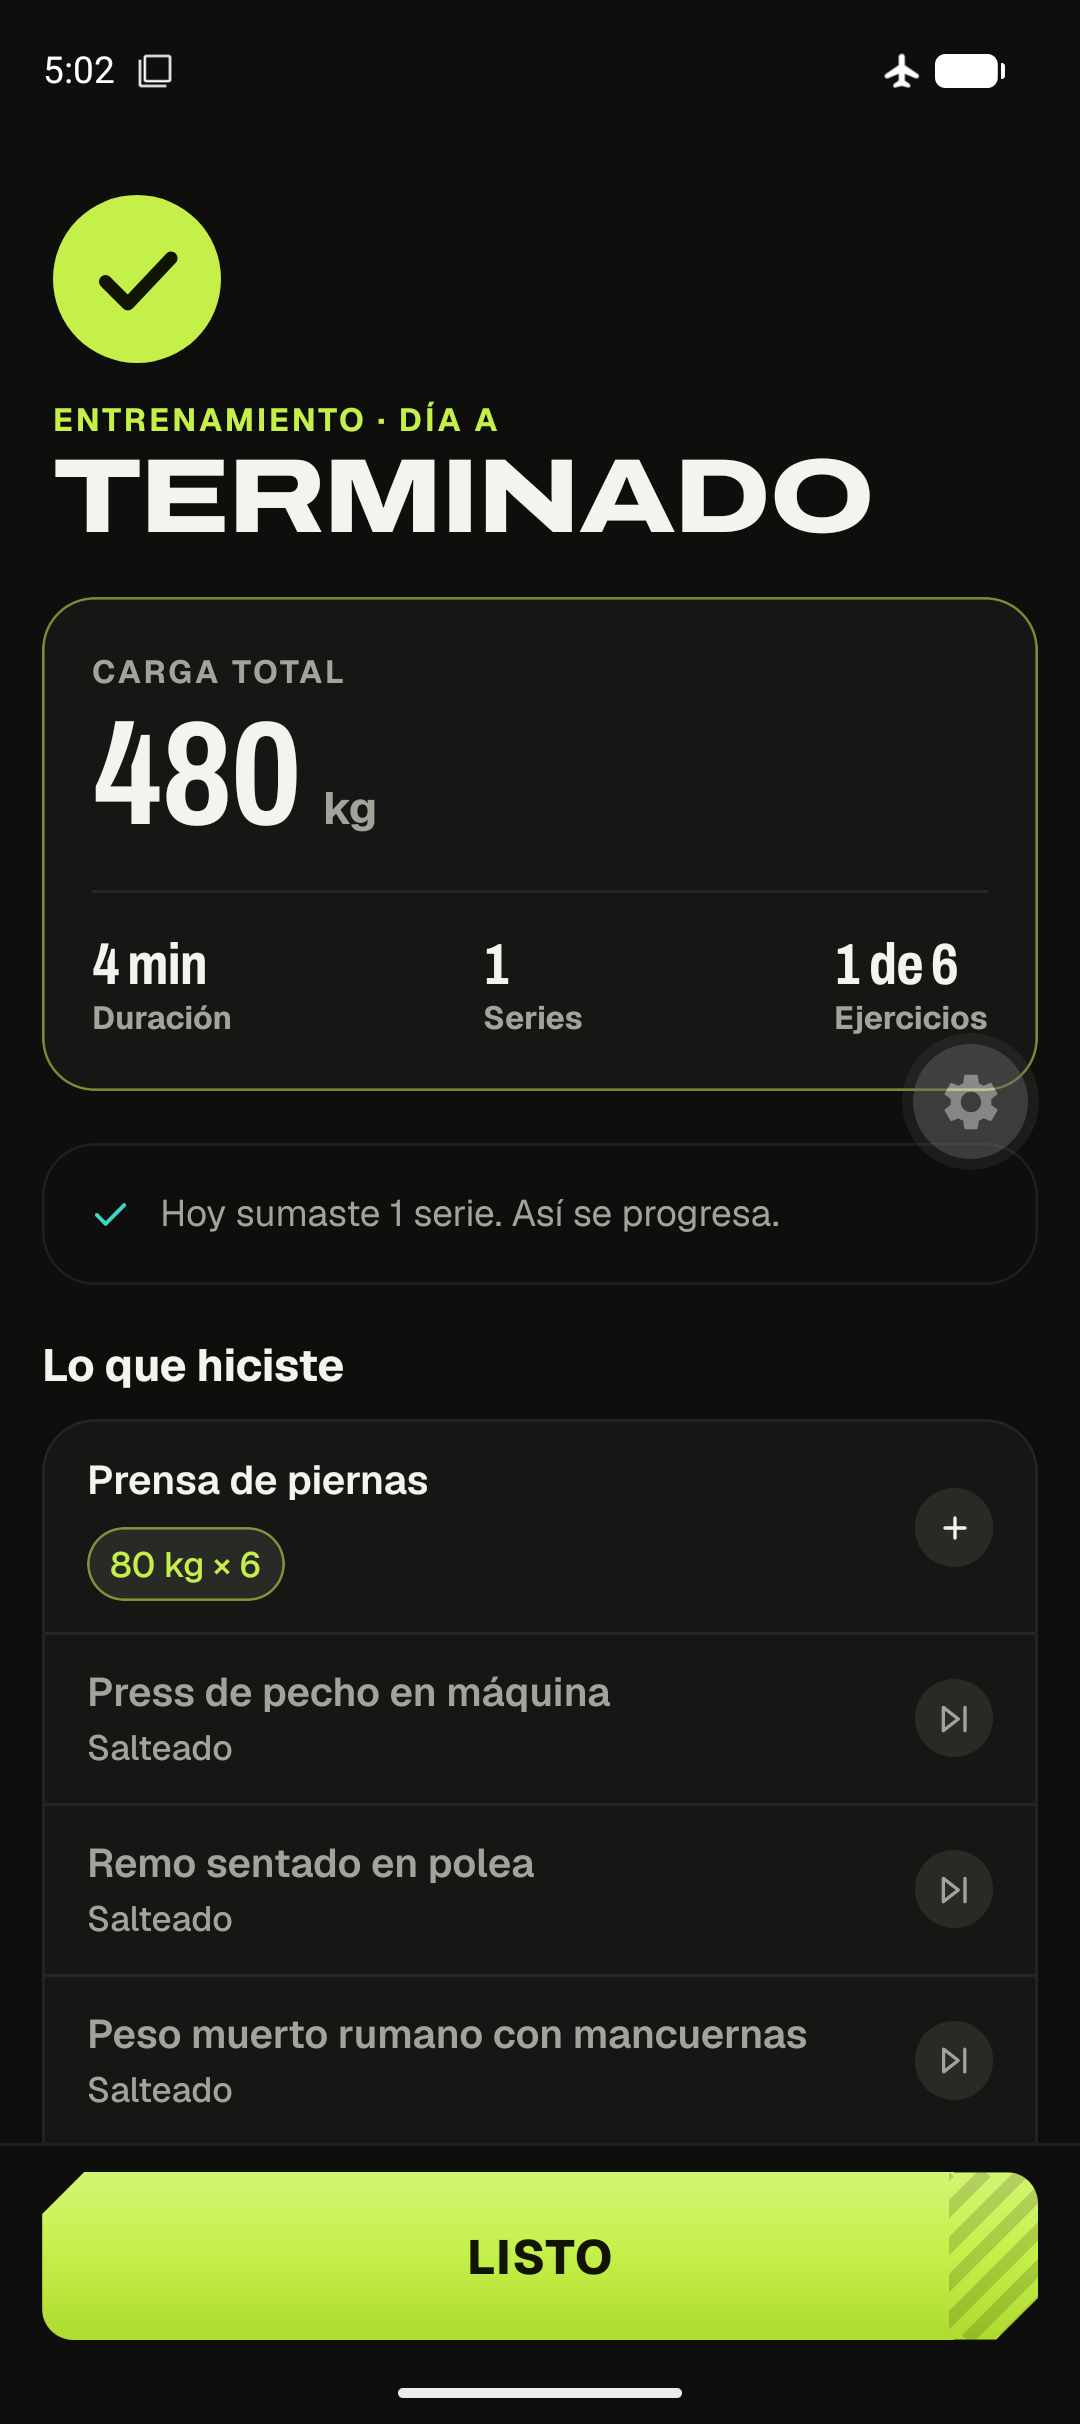 5:02
ENTRENAMIENTO · DÍA A
TERMINADO
CARGA TOTAL
480 kg
4 min 1 1 de 6
Duración Series Ejercicios
Hoy sumaste 1 serie. Así se progresa.
Lo que hiciste
Prensa de piernas
80 kg × 6
Press de pecho en máquina
Salteado
Remo sentado en polea
Salteado
Peso muerto rumano con mancuernas
Salteado
LISTO